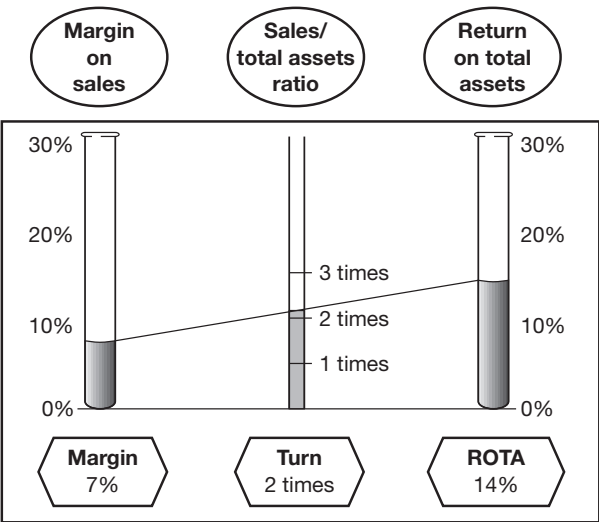 Margin
on
sales
Sales/
total assets
ratio
Return
on total
assets
30%
20%
10%
0%
3 times
2 times
1 times
30%
20%
10%
0%
Margin
7%
Turn
2 times
ROTA
14%